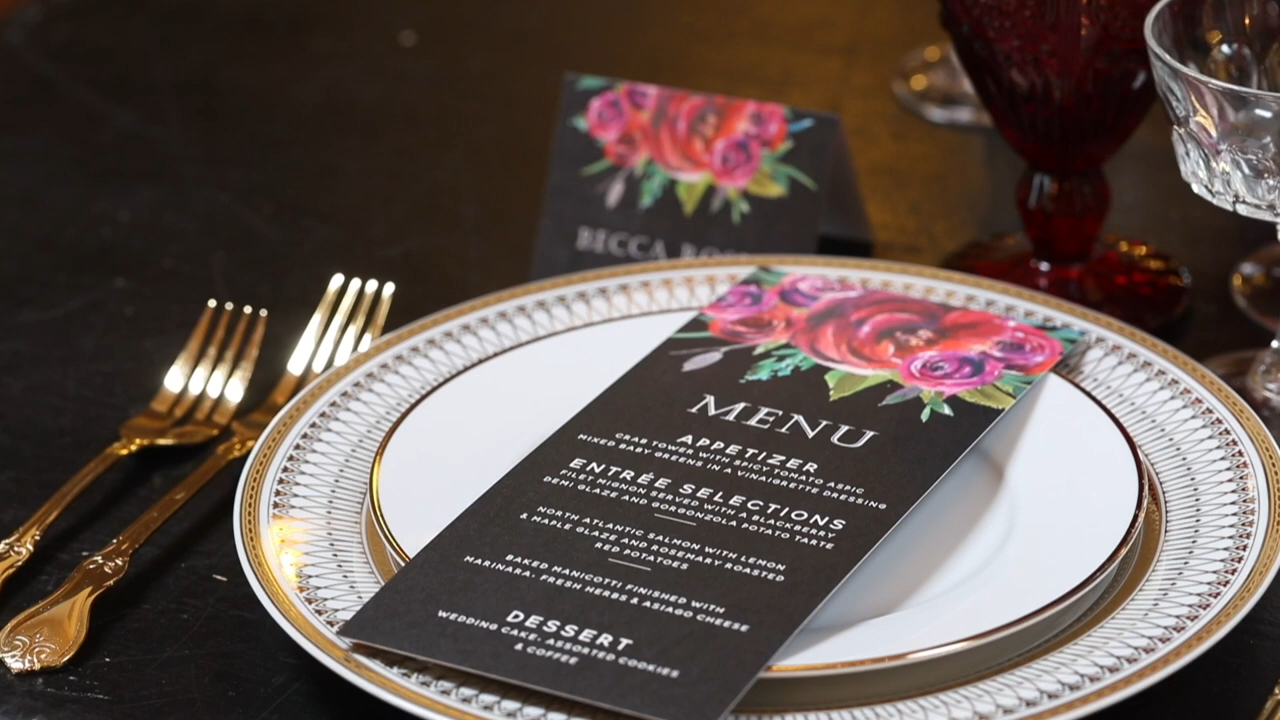 BECCA
MENU
APPETIZER
CRAB TOWER WITH SPICY TOMATO ASPIC
MIXED BABY GREENS IN A VINAIGRETTE DRESSING
ENTRÉE SELECTIONS
FILET MIGNON SERVED WITH A BLACKBERRY
DEMI GLAZE AND GORGONZOLA POTATO TARTE
NORTH ATLANTIC SALMON WITH LEMON
& MAPLE GLAZE AND ROSEMARY ROASTED
RED POTATOES
BAKED MANICOTTI FINISHED WITH
MARINARA, FRESH HERBS & ASIAGO CHEESE
DESSERT
WEDDING CAKE, ASSORTED COOKIES
& COFFEE